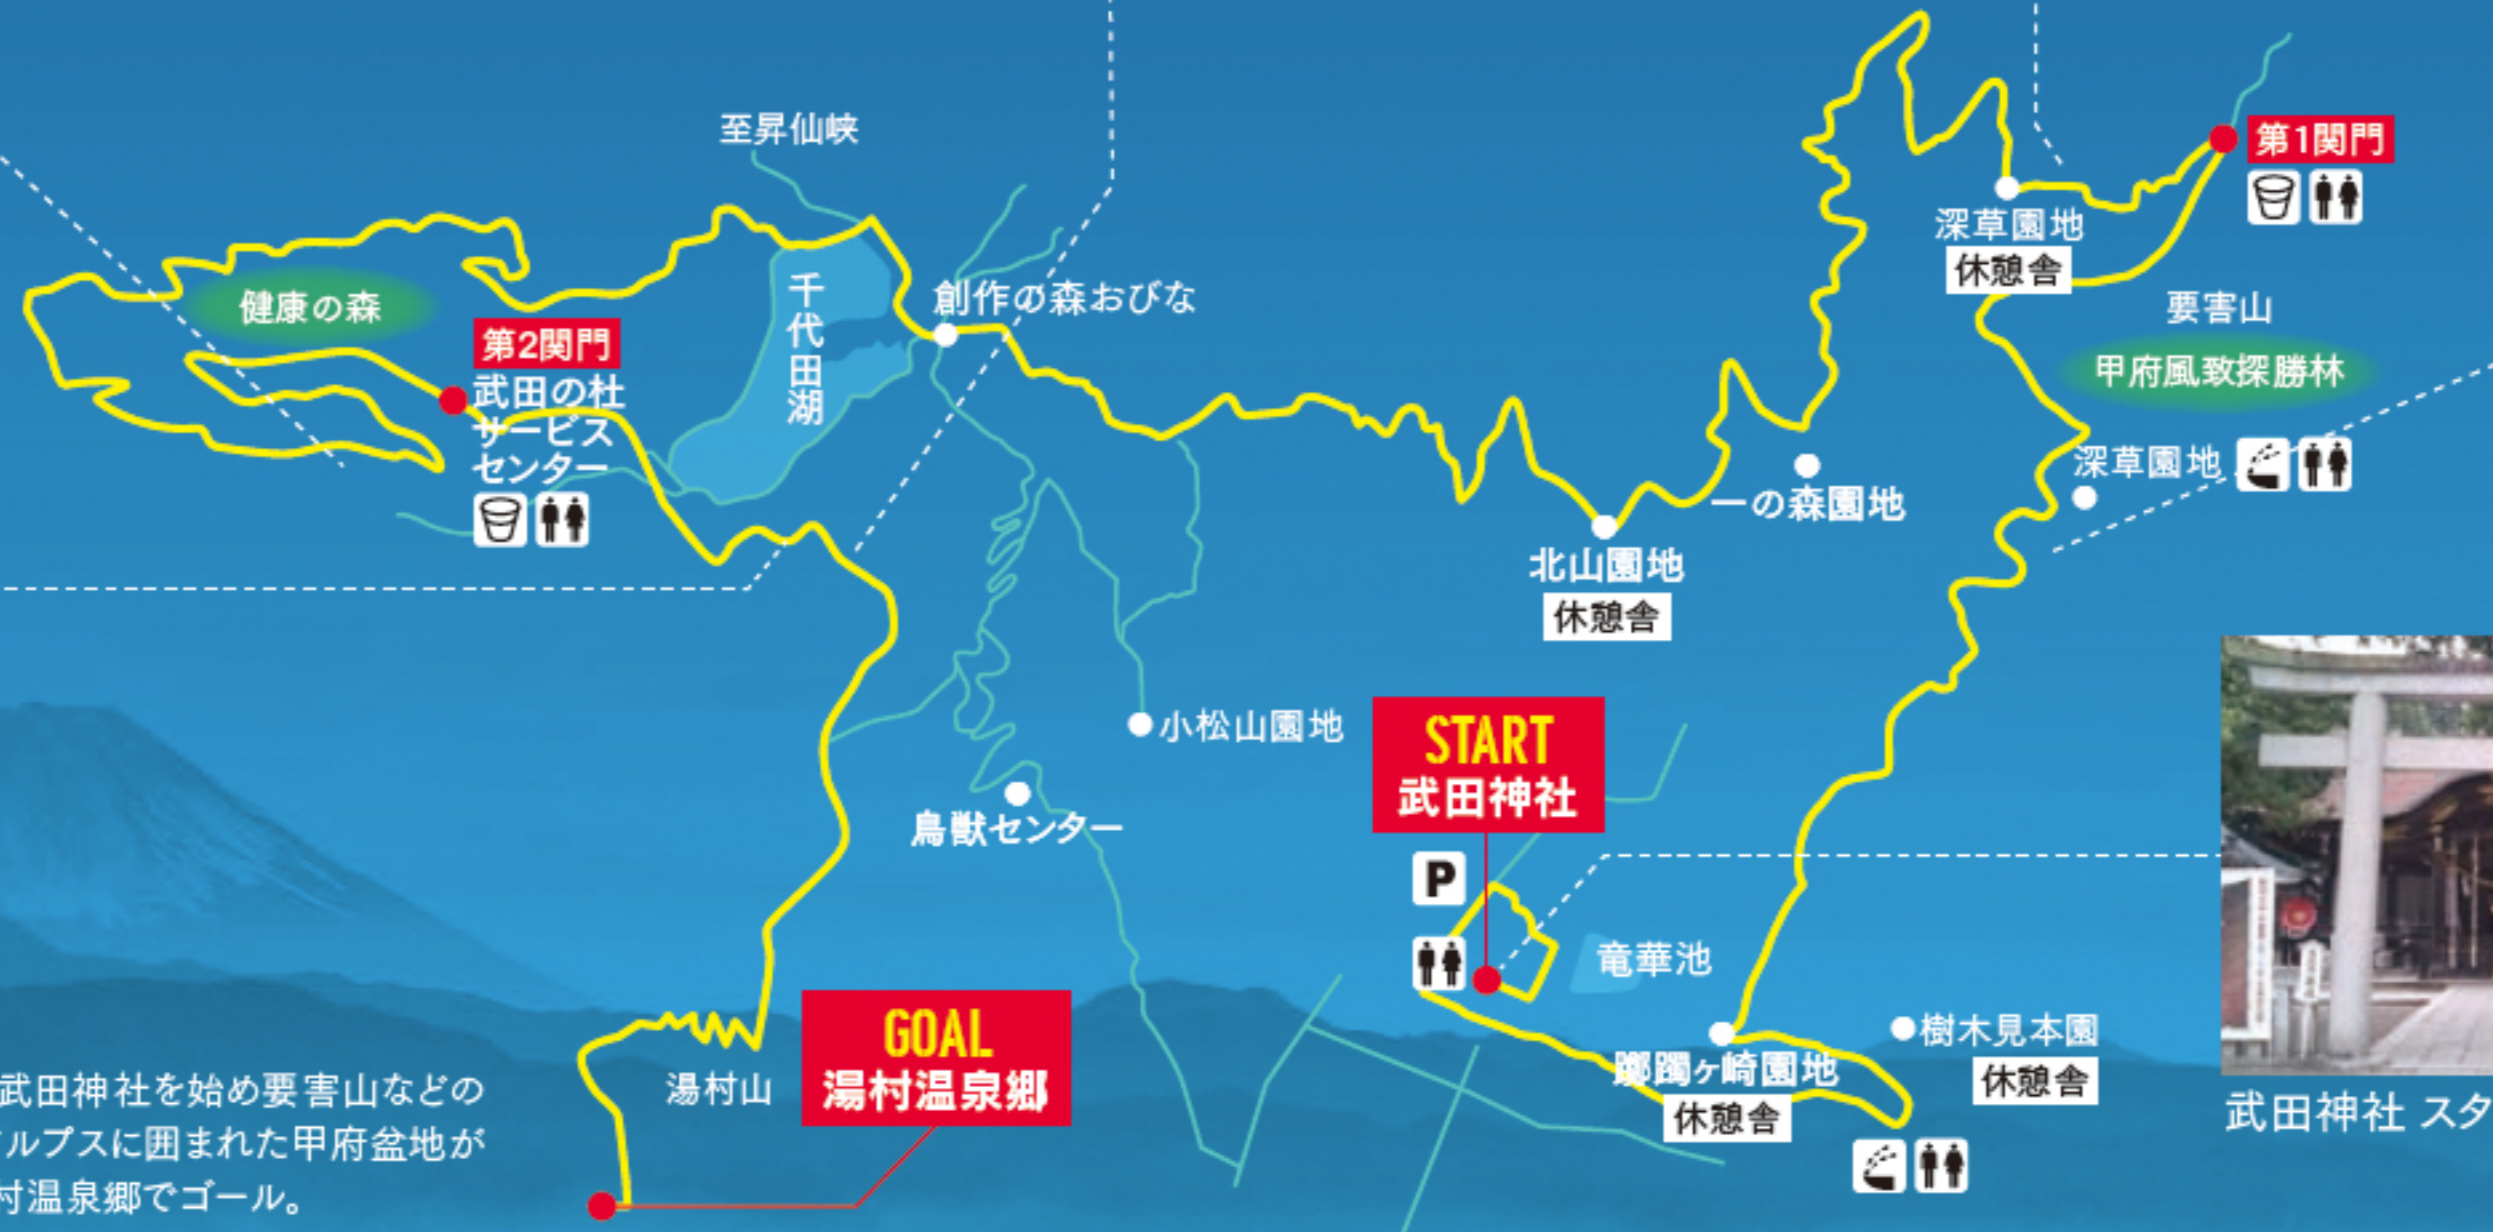 至昇仙峡
第1関門
深草園地
休憩舎
要害山
甲府風致探勝林
深草園地
健康の森
千代田湖
創作の森おびな
第2関門
武田の杜
サービス
センター
一の森園地
北山園地
休憩舎
小松山園地
START
武田神社
鳥獣センター
P
竜華池
GOAL
湯村温泉郷
湯村山
躑躅ヶ崎園地
休憩舎
樹木見本園
休憩舎
武田神社を始め要害山などの
ルプスに囲まれた甲府盆地が
村温泉郷でゴール。
武田神社 スタ